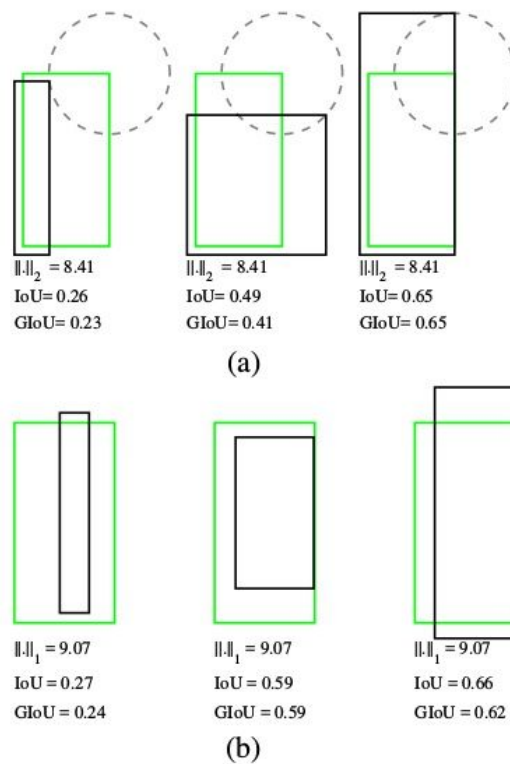 ||.||₂ = 8.41 ||.||₂ = 8.41 ||.||₂ = 8.41
IoU= 0.26 IoU= 0.49 IoU= 0.65
GIoU= 0.23 GIoU= 0.41 GIoU= 0.65
(a)
||.||₁ = 9.07 ||.||₁ = 9.07 ||.||₁ = 9.07
IoU = 0.27 IoU = 0.59 IoU = 0.66
GIoU = 0.24 GIoU = 0.59 GIoU = 0.62
(b)